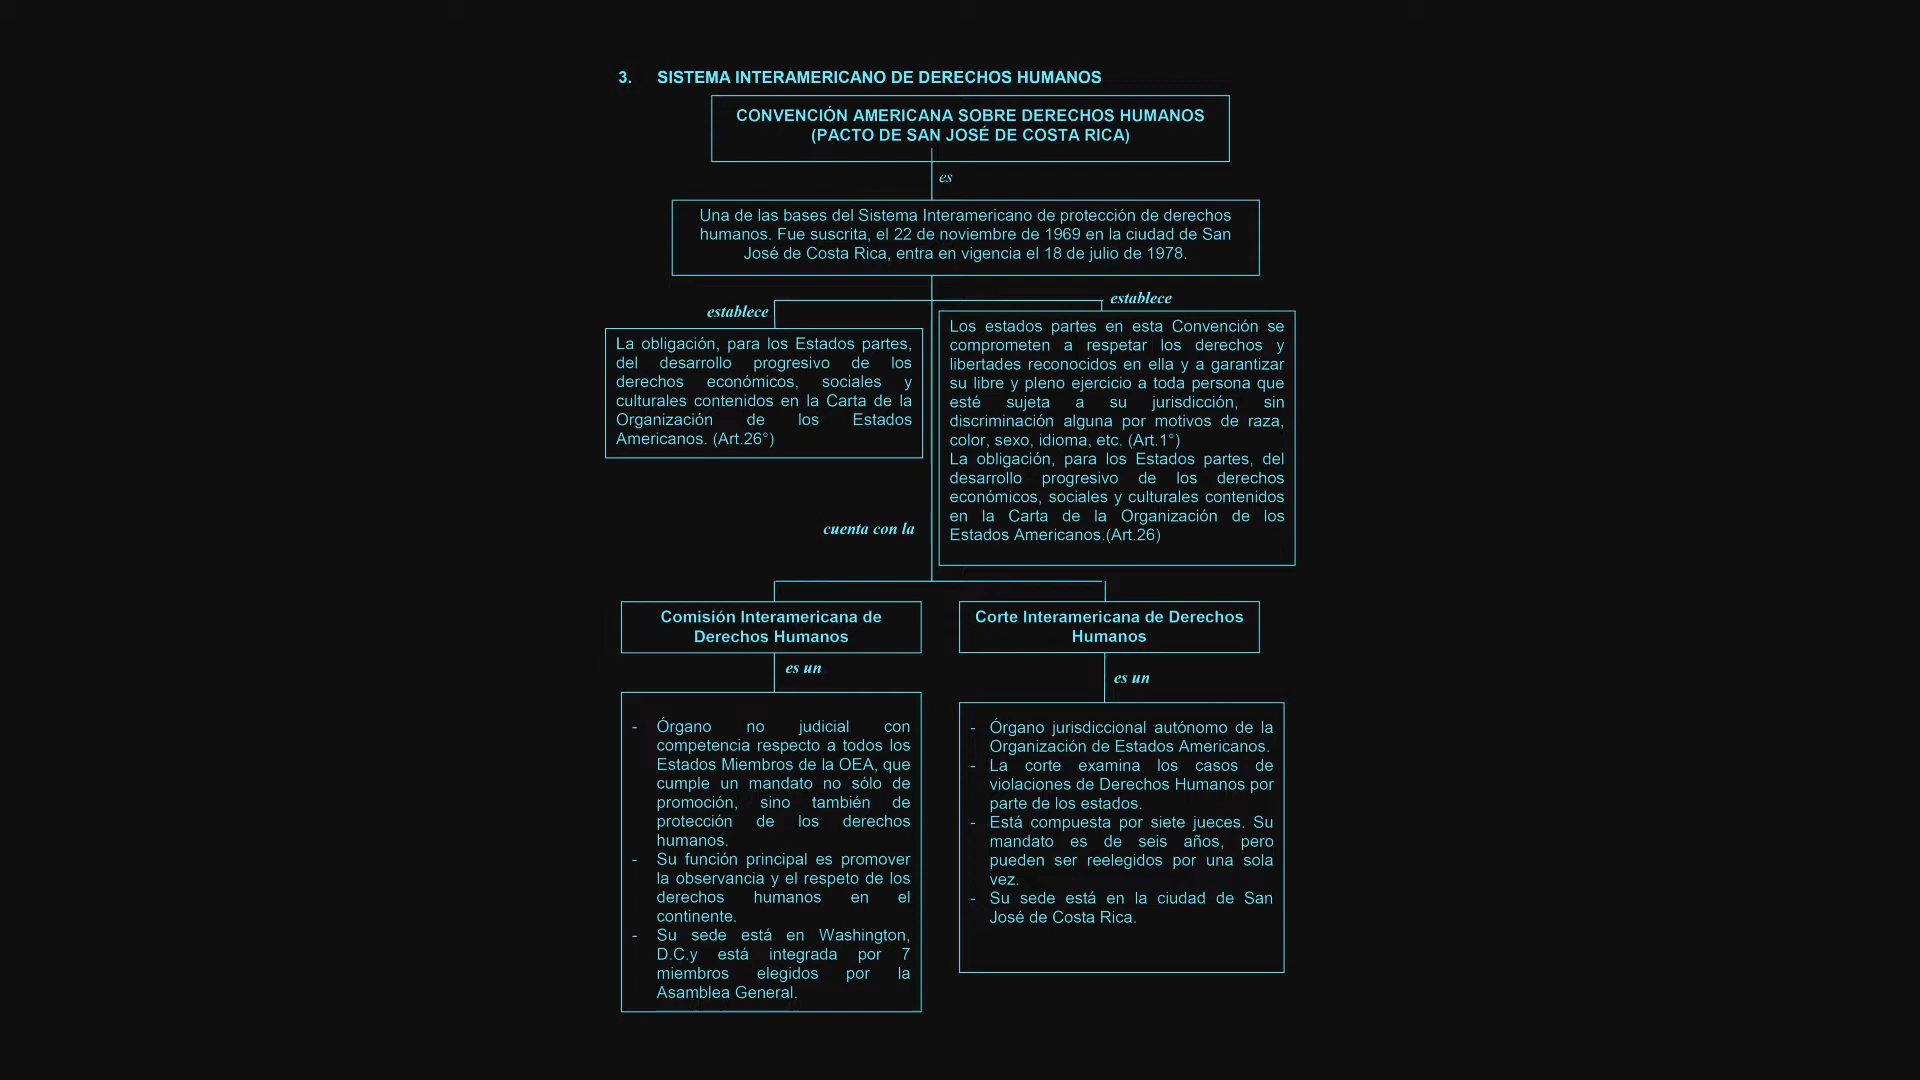 3. SISTEMA INTERAMERICANO DE DERECHOS HUMANOS
CONVENCIÓN AMERICANA SOBRE DERECHOS HUMANOS
(PACTO DE SAN JOSÉ DE COSTA RICA)
es
Una de las bases del Sistema Interamericano de protección de derechos
humanos. Fue suscrita, el 22 de noviembre de 1969 en la ciudad de San
José de Costa Rica, entra en vigencia el 18 de julio de 1978.
establece
La obligación, para los Estados partes,
del desarrollo progresivo de los
derechos económicos, sociales y
culturales contenidos en la Carta de la
Organización de los Estados
Americanos. (Art.26°)
establece
Los estados partes en esta Convención se
comprometen a respetar los derechos y
libertades reconocidos en ella y a garantizar
su libre y pleno ejercicio a toda persona que
esté sujeta a su jurisdicción, sin
discriminación alguna por motivos de raza,
color, sexo, idioma, etc. (Art.1°)
La obligación, para los Estados partes, del
desarrollo progresivo de los derechos
económicos, sociales y culturales contenidos
en la Carta de la Organización de los
Estados Americanos.(Art.26)
cuenta con la
Comisión Interamericana de
Derechos Humanos
es un
- Órgano no judicial con
competencia respecto a todos los
Estados Miembros de la OEA, que
cumple un mandato no sólo de
promoción, sino también de
protección de los derechos
humanos.
- Su función principal es promover
la observancia y el respeto de los
derechos humanos en el
continente.
- Su sede está en Washington,
D.C.y está integrada por 7
miembros elegidos por la
Asamblea General.
Corte Interamericana de Derechos
Humanos
es un
- Órgano jurisdiccional autónomo de la
Organización de Estados Americanos.
- La corte examina los casos de
violaciones de Derechos Humanos por
parte de los estados.
- Está compuesta por siete jueces. Su
mandato es de seis años, pero
pueden ser reelegidos por una sola
vez.
- Su sede está en la ciudad de San
José de Costa Rica.